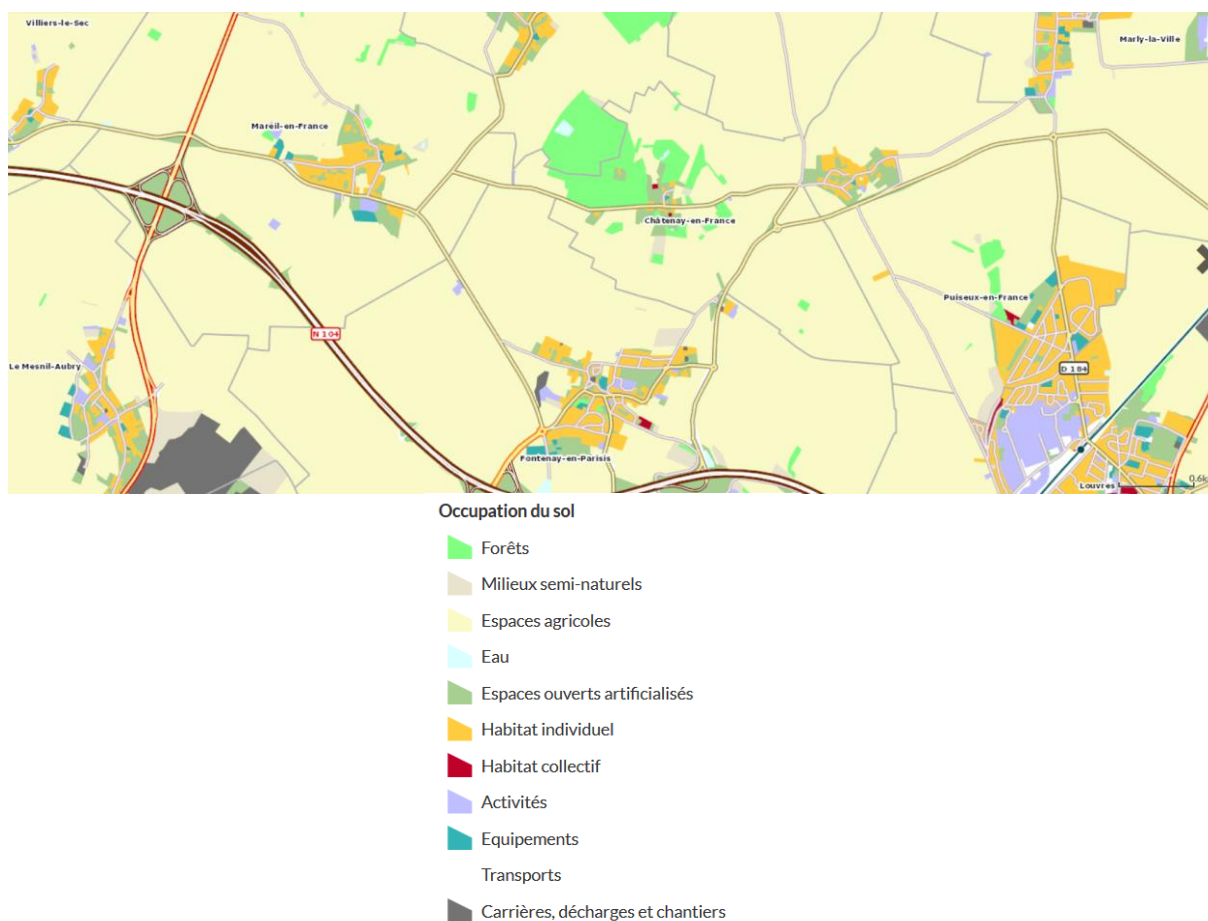 Villiers-le-Sec
Marly-la-Ville
Mareil-en-France
Châtenay-en-France
Puiseux-en-France
N 104
Le Mesnil-Aubry
D 184
Fontenay-en-Parisis
Louvres
0.6k
Occupation du sol
Forêts
Milieux semi-naturels
Espaces agricoles
Eau
Espaces ouverts artificialisés
Habitat individuel
Habitat collectif
Activités
Equipements
Transports
Carrières, décharges et chantiers